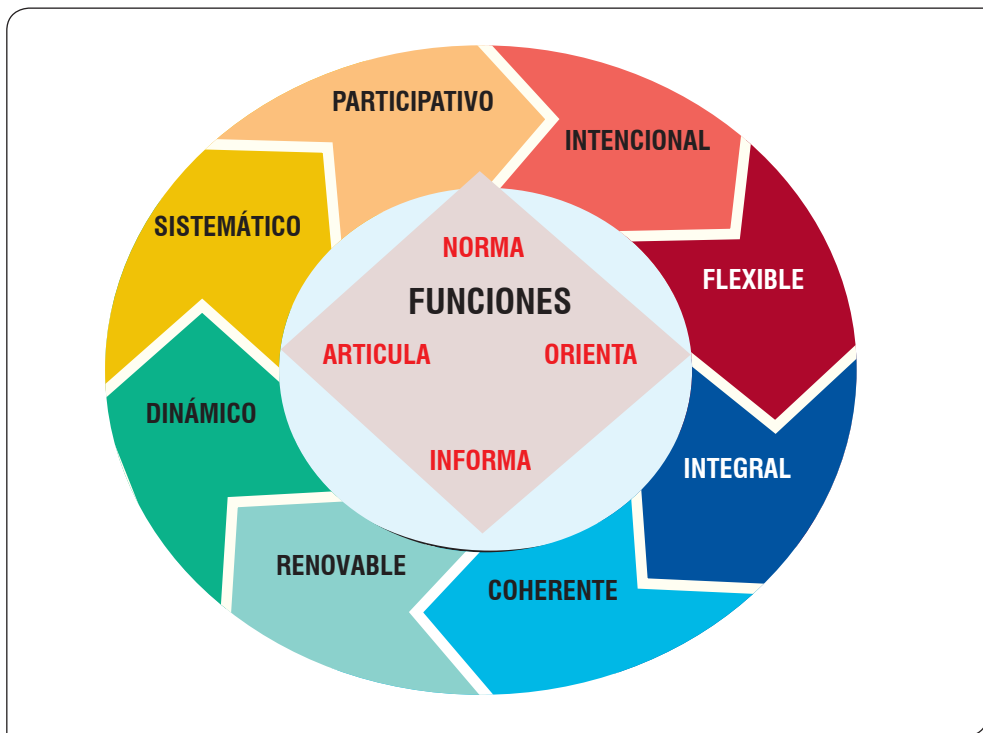 PARTICIPATIVO
INTENCIONAL
SISTEMÁTICO
NORMA
FLEXIBLE
FUNCIONES
ARTICULA
ORIENTA
DINÁMICO
INFORMA
INTEGRAL
RENOVABLE
COHERENTE